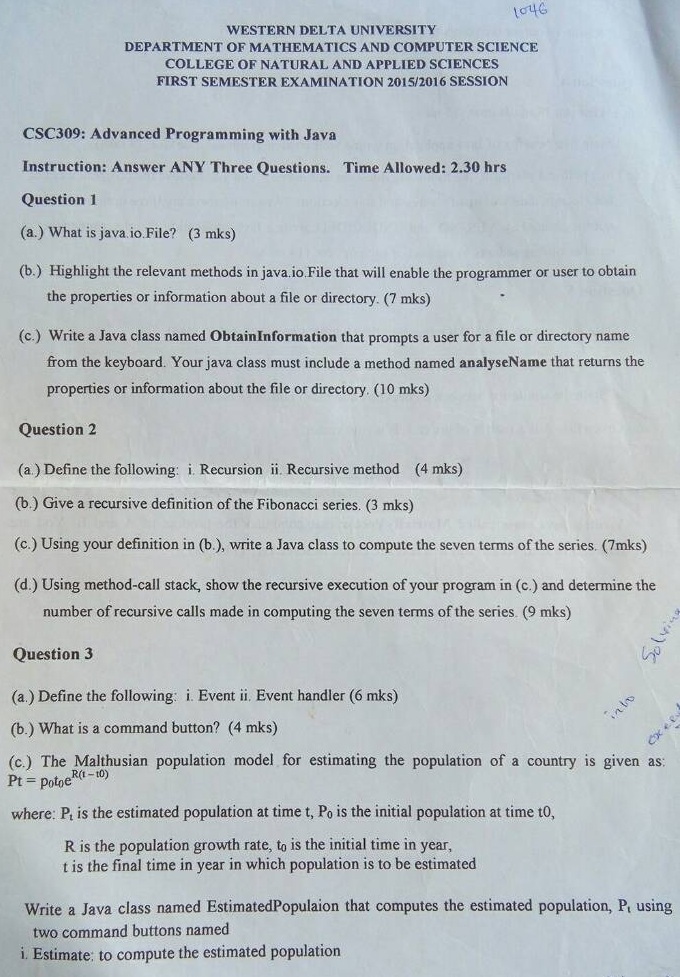 1046
WESTERN DELTA UNIVERSITY
DEPARTMENT OF MATHEMATICS AND COMPUTER SCIENCE
COLLEGE OF NATURAL AND APPLIED SCIENCES
FIRST SEMESTER EXAMINATION 2015/2016 SESSION
CSC309: Advanced Programming with Java
Instruction: Answer ANY Three Questions. Time Allowed: 2.30 hrs
Question 1
(a.) What is java.io.File? (3 mks)
(b.) Highlight the relevant methods in java.io.File that will enable the programmer or user to obtain
the properties or information about a file or directory. (7 mks)
(c.) Write a Java class named ObtainInformation that prompts a user for a file or directory name
from the keyboard. Your java class must include a method named analyseName that returns the
properties or information about the file or directory. (10 mks)
Question 2
(a.) Define the following: i. Recursion ii. Recursive method (4 mks)
(b.) Give a recursive definition of the Fibonacci series. (3 mks)
(c.) Using your definition in (b.), write a Java class to compute the seven terms of the series. (7mks)
(d.) Using method-call stack, show the recursive execution of your program in (c.) and determine the
number of recursive calls made in computing the seven terms of the series. (9 mks)
Solving
Question 3
into
(a.) Define the following: i. Event ii. Event handler (6 mks)
(b.) What is a command button? (4 mks)
(c.) The Malthusian population model for estimating the population of a country is given as:
Pt = p₀t₀e^R(t – t0)
where: Pₜ is the estimated population at time t, P₀ is the initial population at time t0,
R is the population growth rate, t₀ is the initial time in year,
t is the final time in year in which population is to be estimated
Write a Java class named EstimatedPopulaion that computes the estimated population, Pₜ using
two command buttons named
i. Estimate: to compute the estimated population